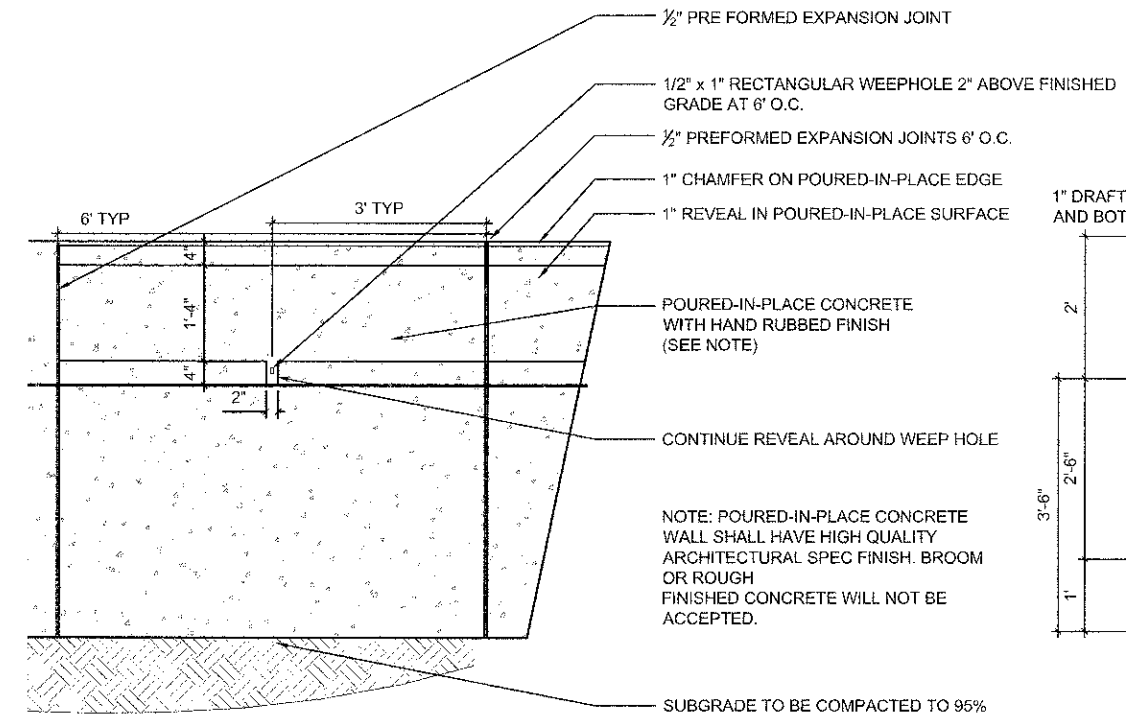 ½" PRE FORMED EXPANSION JOINT
1/2" x 1" RECTANGULAR WEEPHOLE 2" ABOVE FINISHED
GRADE AT 6' O.C.
½" PREFORMED EXPANSION JOINTS 6' O.C.
1" CHAMFER ON POURED-IN-PLACE EDGE
1" REVEAL IN POURED-IN-PLACE SURFACE
6' TYP
3' TYP
4"
1'-4"
4"
2"
POURED-IN-PLACE CONCRETE
WITH HAND RUBBED FINISH
(SEE NOTE)
CONTINUE REVEAL AROUND WEEP HOLE
NOTE: POURED-IN-PLACE CONCRETE
WALL SHALL HAVE HIGH QUALITY
ARCHITECTURAL SPEC FINISH. BROOM
OR ROUGH
FINISHED CONCRETE WILL NOT BE
ACCEPTED.
SUBGRADE TO BE COMPACTED TO 95%
1" DRAFT
AND BOT
2'
2'-6"
3'-6"
1'